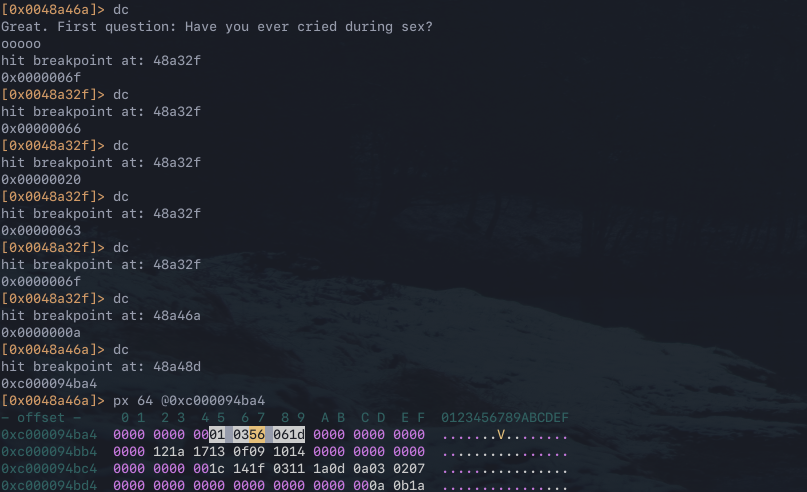 [0x0048a46a]> dc
Great. First question: Have you ever cried during sex?
ooooo
hit breakpoint at: 48a32f
0x0000006f
[0x0048a32f]> dc
hit breakpoint at: 48a32f
0x00000066
[0x0048a32f]> dc
hit breakpoint at: 48a32f
0x00000020
[0x0048a32f]> dc
hit breakpoint at: 48a32f
0x00000063
[0x0048a32f]> dc
hit breakpoint at: 48a32f
0x0000006f
[0x0048a32f]> dc
hit breakpoint at: 48a46a
0x0000000a
[0x0048a46a]> dc
hit breakpoint at: 48a48d
0xc000094ba4
[0x0048a46a]> px 64 @0xc000094ba4
- offset -   0 1  2 3  4 5  6 7  8 9  A B  C D  E F  0123456789ABCDEF
0xc000094ba4  0000 0000 0001 0356 061d 0000 0000 0000  .......V........
0xc000094bb4  0000 121a 1713 0f09 1014 0000 0000 0000  ................
0xc000094bc4  0000 0000 001c 141f 0311 1a0d 0a03 0207  ................
0xc000094bd4  0000 0000 0000 0000 0000 0000 000a 0b1a  ................